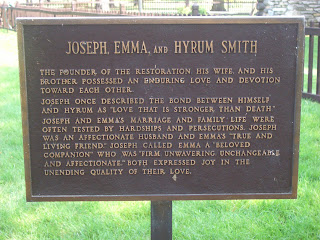 JOSEPH, EMMA, AND HYRUM SMITH
THE FOUNDER OF THE RESTORATION, HIS WIFE, AND HIS
BROTHER POSSESSED AN ENDURING LOVE AND DEVOTION
TOWARD EACH OTHER.
JOSEPH ONCE DESCRIBED THE BOND BETWEEN HIMSELF
AND HYRUM AS "LOVE THAT IS STRONGER THAN DEATH."
JOSEPH AND EMMA'S MARRIAGE AND FAMILY LIFE WERE
OFTEN TESTED BY HARDSHIPS AND PERSECUTIONS. JOSEPH
WAS AN AFFECTIONATE HUSBAND AND EMMA'S "TRUE AND
LIVING FRIEND." JOSEPH CALLED EMMA A "BELOVED
COMPANION" WHO WAS "FIRM, UNWAVERING, UNCHANGEABLE
AND AFFECTIONATE." BOTH EXPRESSED JOY IN THE
UNENDING QUALITY OF THEIR LOVE.